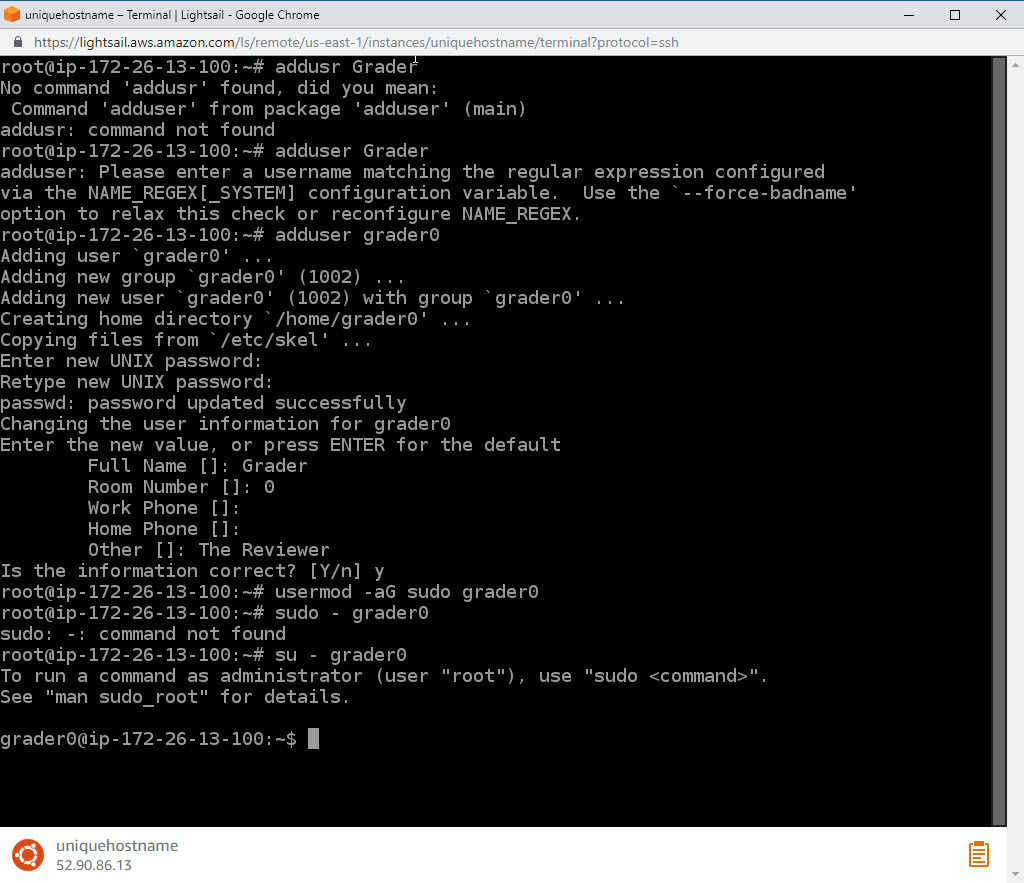 uniquehostname – Terminal | Lightsail - Google Chrome
https://lightsail.aws.amazon.com/ls/remote/us-east-1/instances/uniquehostname/terminal?protocol=ssh
root@ip-172-26-13-100:~# addusr Grader
No command 'addusr' found, did you mean:
 Command 'adduser' from package 'adduser' (main)
addusr: command not found
root@ip-172-26-13-100:~# adduser Grader
adduser: Please enter a username matching the regular expression configured
via the NAME_REGEX[_SYSTEM] configuration variable.  Use the `--force-badname'
option to relax this check or reconfigure NAME_REGEX.
root@ip-172-26-13-100:~# adduser grader0
Adding user `grader0' ...
Adding new group `grader0' (1002) ...
Adding new user `grader0' (1002) with group `grader0' ...
Creating home directory `/home/grader0' ...
Copying files from `/etc/skel' ...
Enter new UNIX password:
Retype new UNIX password:
passwd: password updated successfully
Changing the user information for grader0
Enter the new value, or press ENTER for the default
        Full Name []: Grader
        Room Number []: 0
        Work Phone []:
        Home Phone []:
        Other []: The Reviewer
Is the information correct? [Y/n] y
root@ip-172-26-13-100:~# usermod -aG sudo grader0
root@ip-172-26-13-100:~# sudo - grader0
sudo: -: command not found
root@ip-172-26-13-100:~# su - grader0
To run a command as administrator (user "root"), use "sudo <command>".
See "man sudo_root" for details.
grader0@ip-172-26-13-100:~$
uniquehostname
52.90.86.13